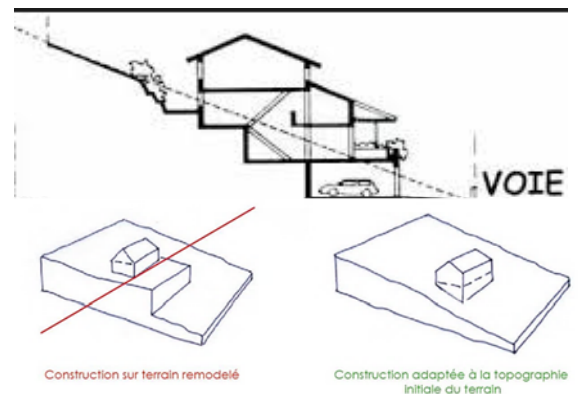 VOIE
Construction sur terrain remodelé
Construction adaptée à la topographie
initiale du terrain